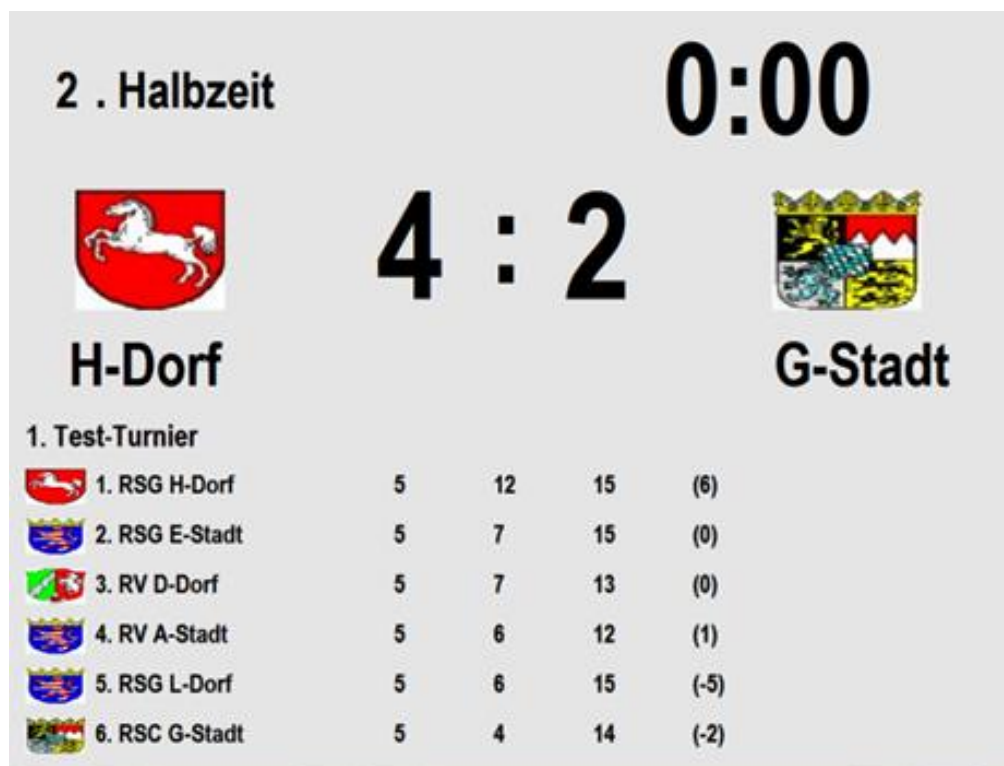 2 . Halbzeit 0:00
4 : 2
H-Dorf G-Stadt
1. Test-Turnier
1. RSG H-Dorf 5 12 15 (6)
2. RSG E-Stadt 5 7 15 (0)
3. RV D-Dorf 5 7 13 (0)
4. RV A-Stadt 5 6 12 (1)
5. RSG L-Dorf 5 6 15 (-5)
6. RSC G-Stadt 5 4 14 (-2)